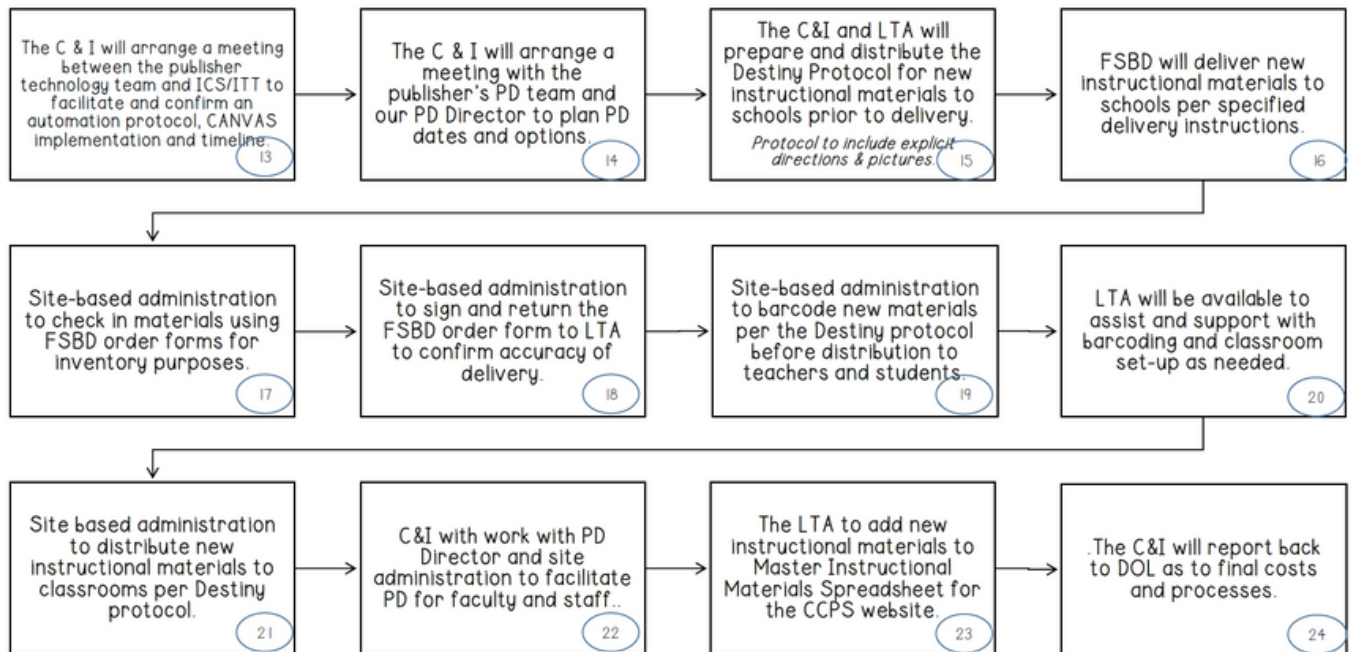 The C & I will arrange a meeting
between the publisher
technology team and ICS/ITT to
facilitate and confirm an
automation protocol, CANVAS
implementation and timeline.
13
The C & I will arrange a
meeting with the
publisher's PD team and
our PD Director to plan PD
dates and options.
14
The C&I and LTA will
prepare and distribute the
Destiny Protocol for new
instructional materials to
schools prior to delivery.
Protocol to include explicit
directions & pictures.
15
FSBD will deliver new
instructional materials to
schools per specified
delivery instructions.
16
Site-based administration
to check in materials using
FSBD order forms for
inventory purposes.
17
Site-based administration
to sign and return the
FSBD order form to LTA
to confirm accuracy of
delivery.
18
Site-based administration
to barcode new materials
per the Destiny protocol
before distribution to
teachers and students.
19
LTA will be available to
assist and support with
barcoding and classroom
set-up as needed.
20
Site based administration
to distribute new
instructional materials to
classrooms per Destiny
protocol.
21
C&I with work with PD
Director and site
administration to facilitate
PD for faculty and staff..
22
The LTA to add new
instructional materials to
Master Instructional
Materials Spreadsheet for
the CCPS website.
23
.The C&I will report back
to DOL as to final costs
and processes.
24